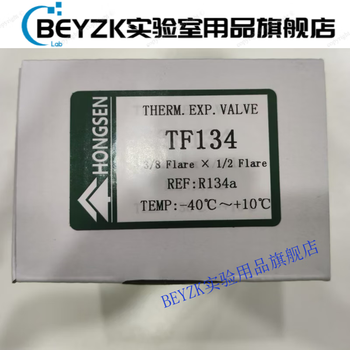 BEYZK实验室用品旗舰店
Lab
HONGSEN
THERM. EXP. VALVE
TF134
3/8 Flare × 1/2 Flare
REF:R134a
TEMP:-40℃~+10℃
BEYZK实验用品旗舰店